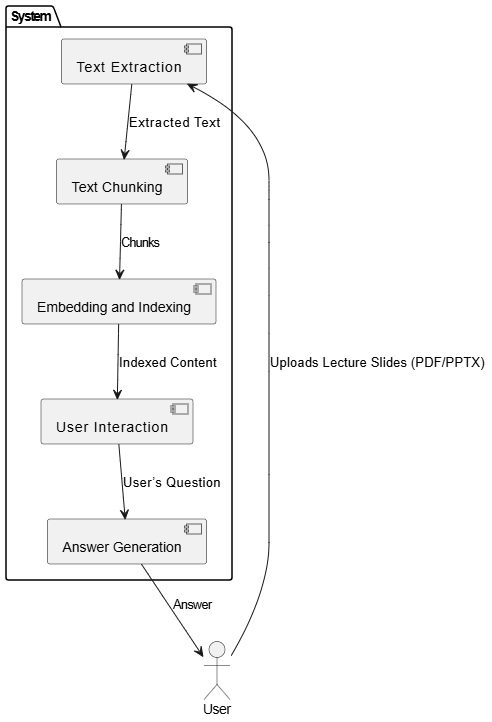 System
Text Extraction
Extracted Text
Text Chunking
Chunks
Embedding and Indexing
Indexed Content
Uploads Lecture Slides (PDF/PPTX)
User Interaction
User's Question
Answer Generation
Answer
User